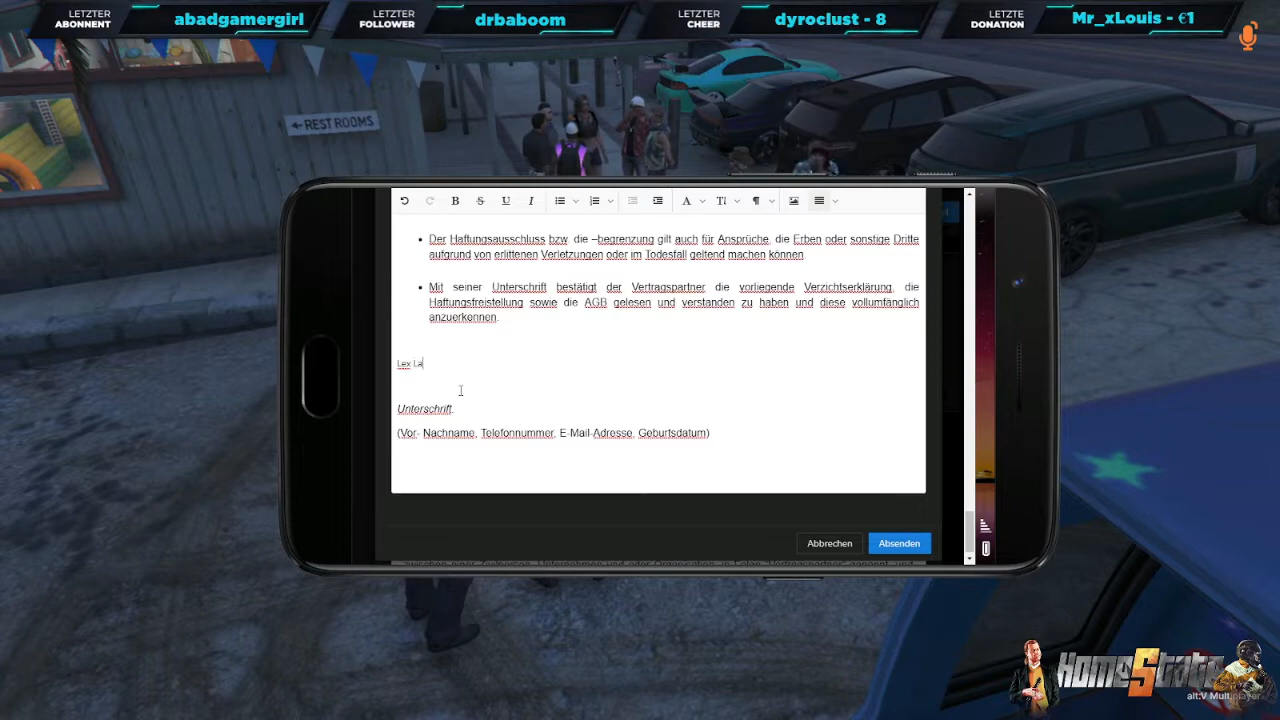 LETZTER ABONNENT
abadgamergirl
LETZTER FOLLOWER
drbaboom
LETZTER CHEER
dyroclust - 8
LETZTE DONATION
Mr_xLouis - €1
←REST ROOMS
Der Haftungsausschluss bzw. die –begrenzung gilt auch für Ansprüche, die Erben oder sonstige Dritte
aufgrund von erlittenen Verletzungen oder im Todesfall geltend machen können.
Mit seiner Unterschrift bestätigt der Vertragspartner die vorliegende Verzichtserklärung, die
Haftungsfreistellung sowie die AGB gelesen und verstanden zu haben und diese vollumfänglich
anzuerkennen.
Lex La
Unterschrift.
(Vor- Nachname, Telefonnummer, E-Mail-Adresse, Geburtsdatum)
Abbrechen
Absenden
HomeState
alt:V Multiplayer